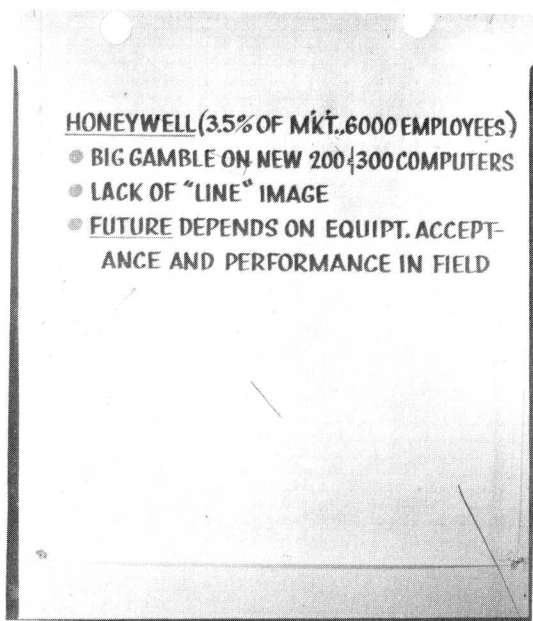 HONEYWELL (3.5% OF MKT., 6000 EMPLOYEES)
• BIG GAMBLE ON NEW 200 & 300 COMPUTERS
• LACK OF "LINE" IMAGE
• FUTURE DEPENDS ON EQUIPT. ACCEPT-
ANCE AND PERFORMANCE IN FIELD